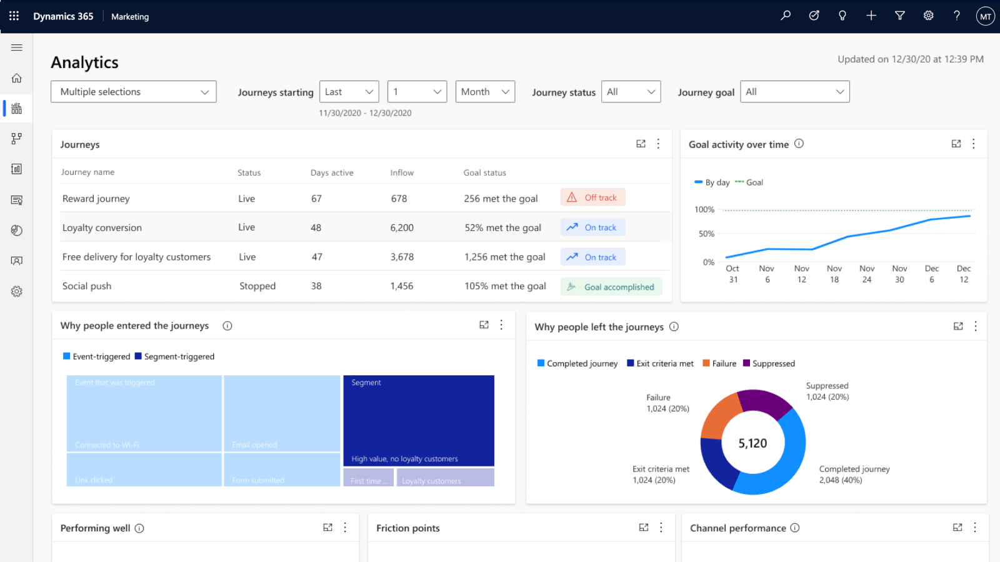 Dynamics 365 Marketing MT
Analytics
Updated on 12/30/20 at 12:39 PM
Multiple selections Journeys starting Last 1 Month Journey status All Journey goal All
11/30/2020 - 12/30/2020
Journeys
Journey name Status Days active Inflow Goal status
Reward journey Live 67 678 256 met the goal Off track
Loyalty conversion Live 48 6,200 52% met the goal On track
Free delivery for loyalty customers Live 47 3,678 1,256 met the goal On track
Social push Stopped 38 1,456 105% met the goal Goal accomplished
Goal activity over time
By day Goal
100%
50%
0%
Oct Nov Nov Nov Nov Nov Dec Dec
31 6 12 18 24 30 6 12
Why people entered the journeys
Event-triggered Segment-triggered
Event that was triggered
Connected to Wi-Fi
Email opened
Link clicked
Form submitted
Segment
High value, no loyalty customers
First time ...
Loyalty customers
Why people left the journeys
Completed journey Exit criteria met Failure Suppressed
Suppressed
1,024 (20%)
Failure
1,024 (20%)
5,120
Exit criteria met
1,024 (20%)
Completed journey
2,048 (40%)
Performing well
Friction points
Channel performance